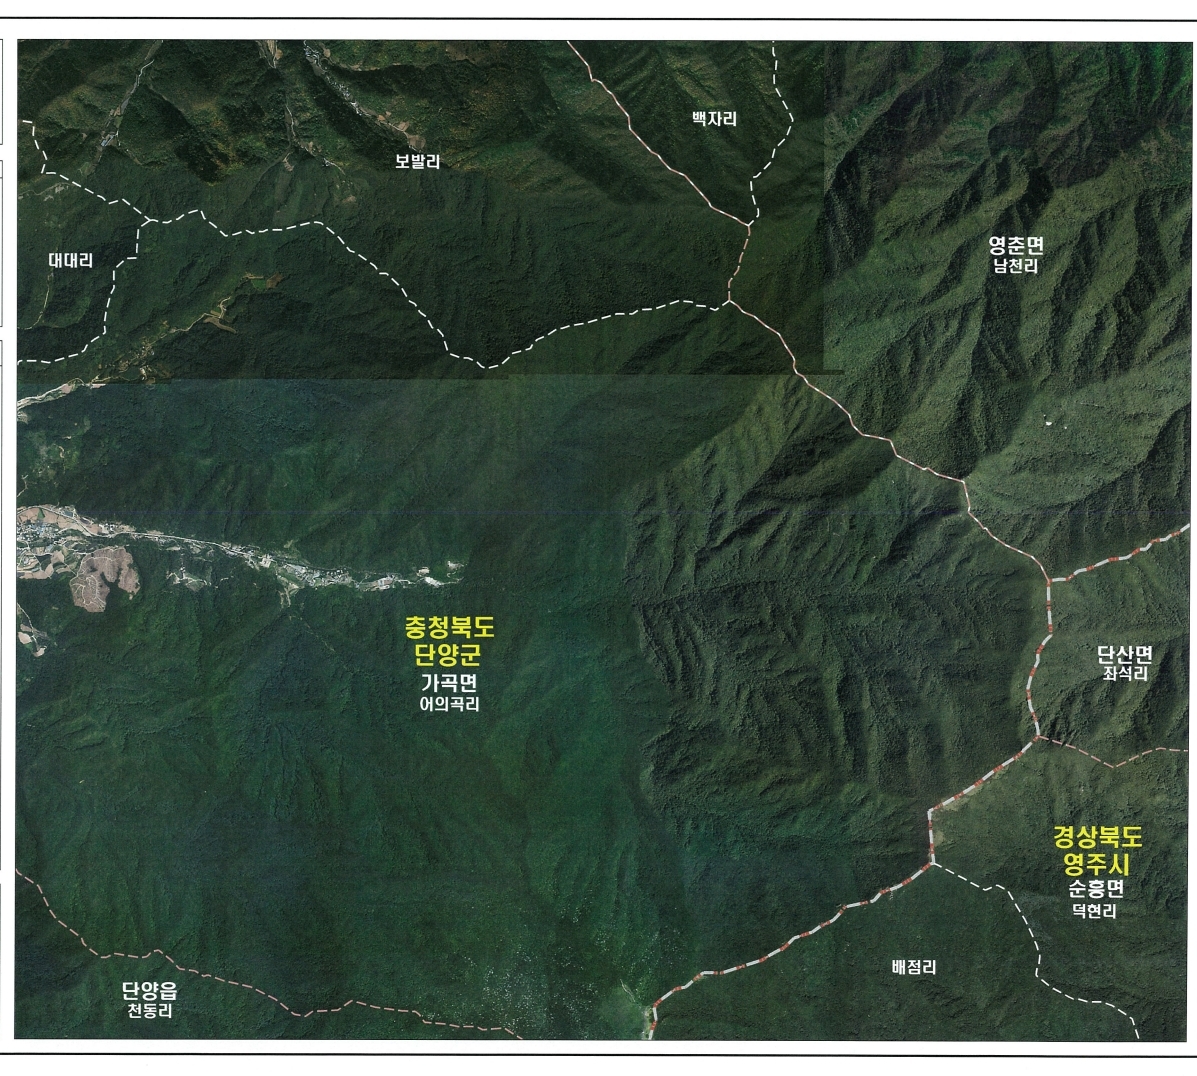 백자리
보발리
영춘면
남천리
대대리
충청북도
단양군
가곡면
어의곡리
단산면
좌석리
경상북도
영주시
순흥면
덕현리
배점리
단양읍
천동리